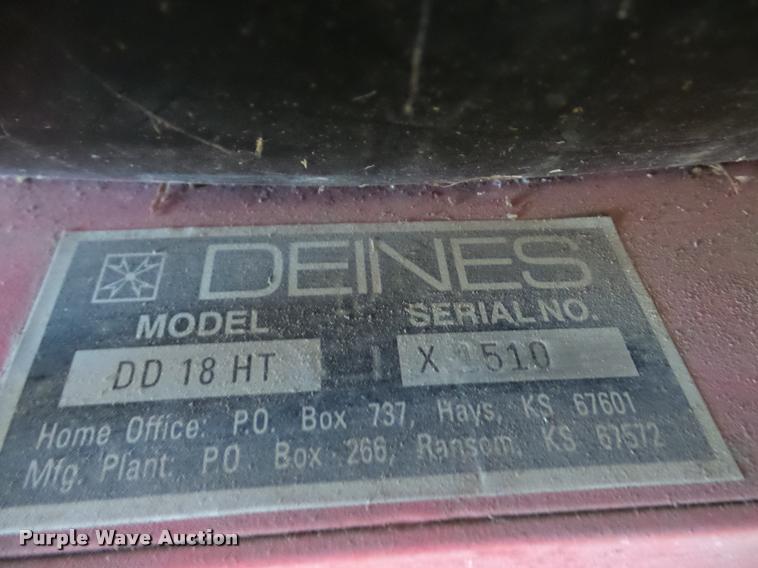 DEINES
MODEL SERIAL NO.
DD 18 HT X 510
Home Office: P.O. Box 737, Hays, KS 67601
Mfg. Plant: P.O Box 266, Ransom, KS 67572
Purple Wave Auction